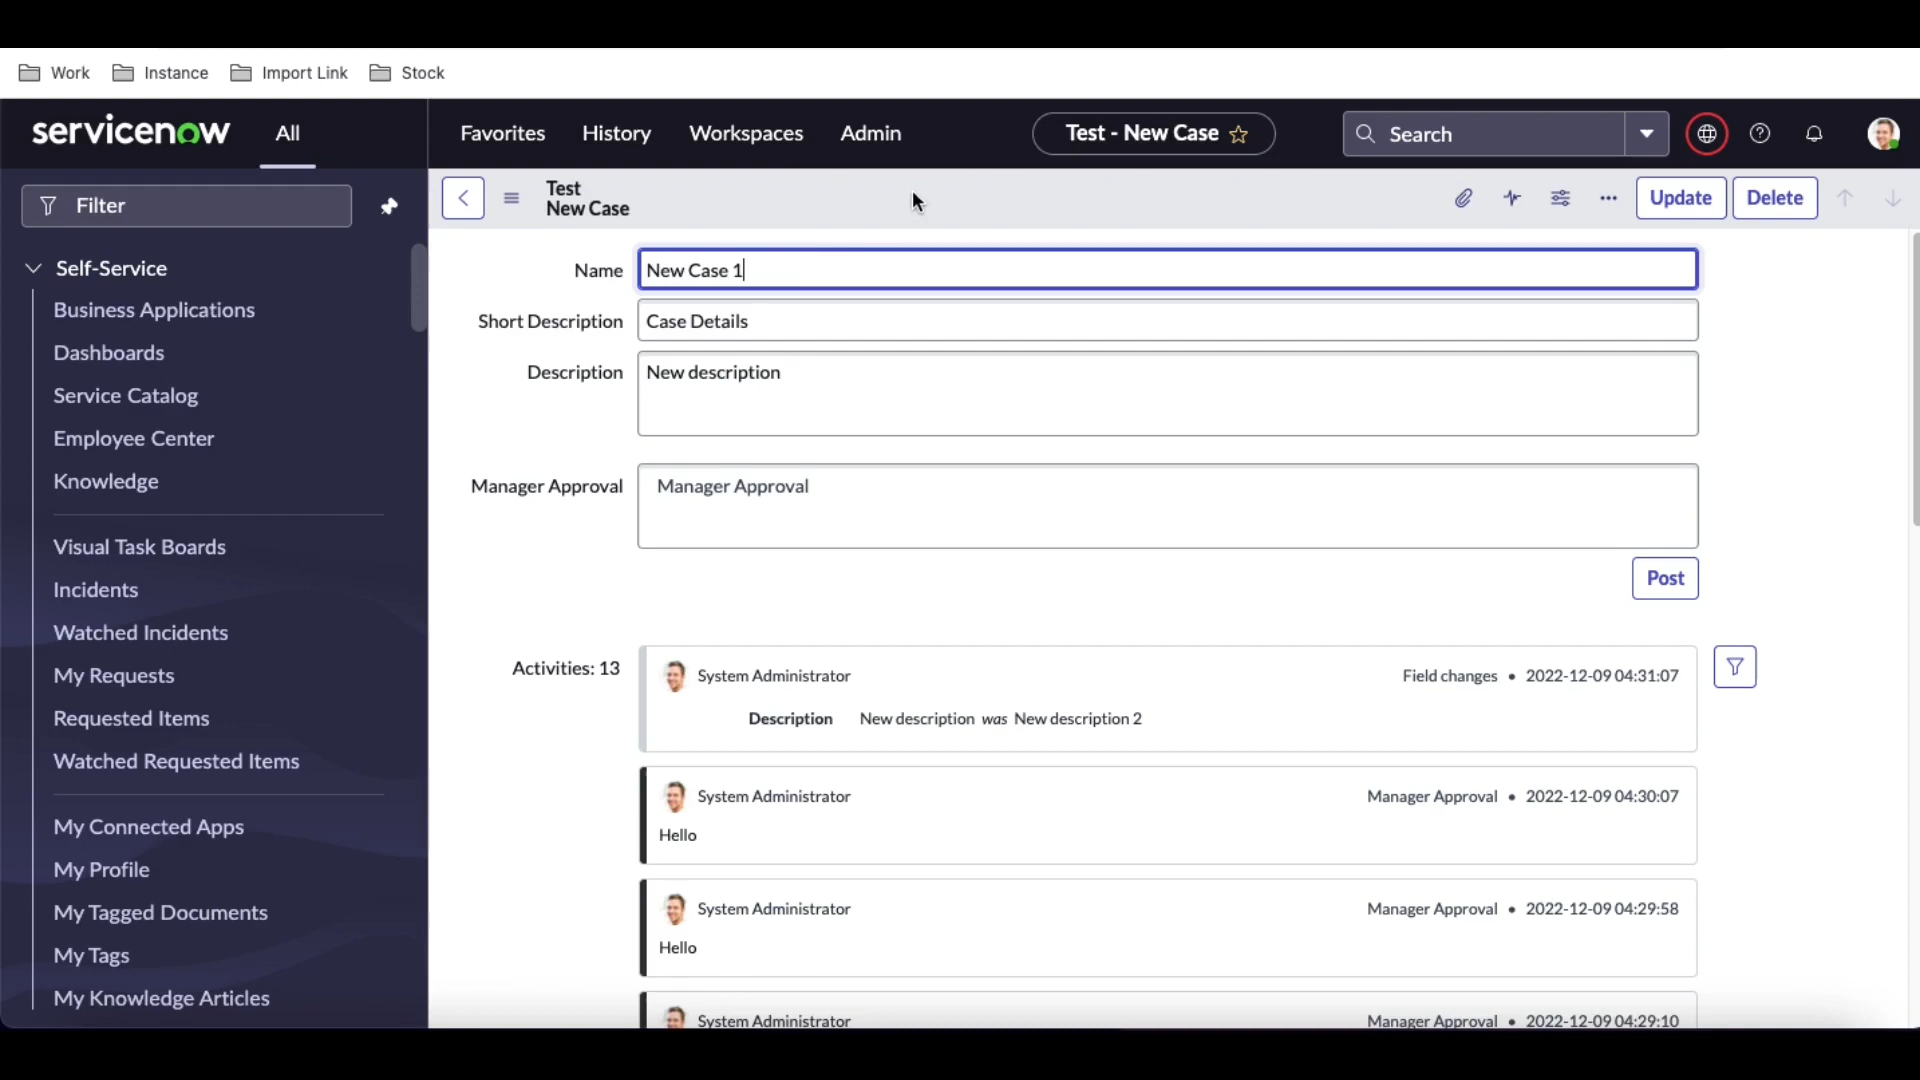 Work Instance Import Link Stock
servicenow All Favorites History Workspaces Admin Test - New Case Search
Filter
Test
New Case
Update Delete
Self-Service
Business Applications
Dashboards
Service Catalog
Employee Center
Knowledge
Visual Task Boards
Incidents
Watched Incidents
My Requests
Requested Items
Watched Requested Items
My Connected Apps
My Profile
My Tagged Documents
My Tags
My Knowledge Articles
Name New Case 1
Short Description Case Details
Description New description
Manager Approval Manager Approval
Post
Activities: 13
System Administrator Field changes • 2022-12-09 04:31:07
Description New description was New description 2
System Administrator Manager Approval • 2022-12-09 04:30:07
Hello
System Administrator Manager Approval • 2022-12-09 04:29:58
Hello
System Administrator Manager Approval • 2022-12-09 04:29:10